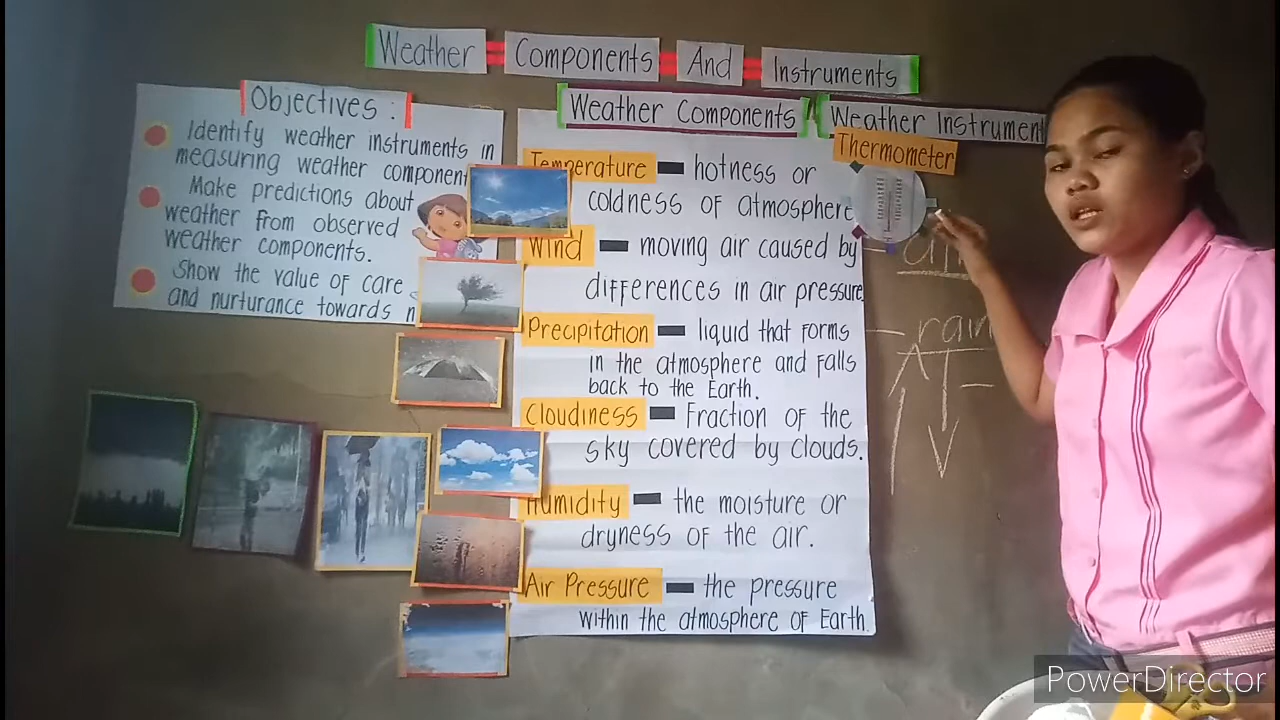 Weather Components And Instruments
Objectives :
Identify weather instruments in
measuring weather componen
Make predictions about
weather from observed
weather components.
Show the value of care
and nurturance towards n
Weather Components
Temperature - hotness or
coldness of atmosphere
Wind - moving air caused by
differences in air pressure.
Precipitation - liquid that forms
in the atmosphere and falls
back to the Earth.
Cloudiness - Fraction of the
sky covered by clouds.
Humidity - the moisture or
dryness of the air.
Air Pressure - the pressure
within the atmosphere of Earth.
Weather Instrumen
Thermometer
- rain
PowerDirector